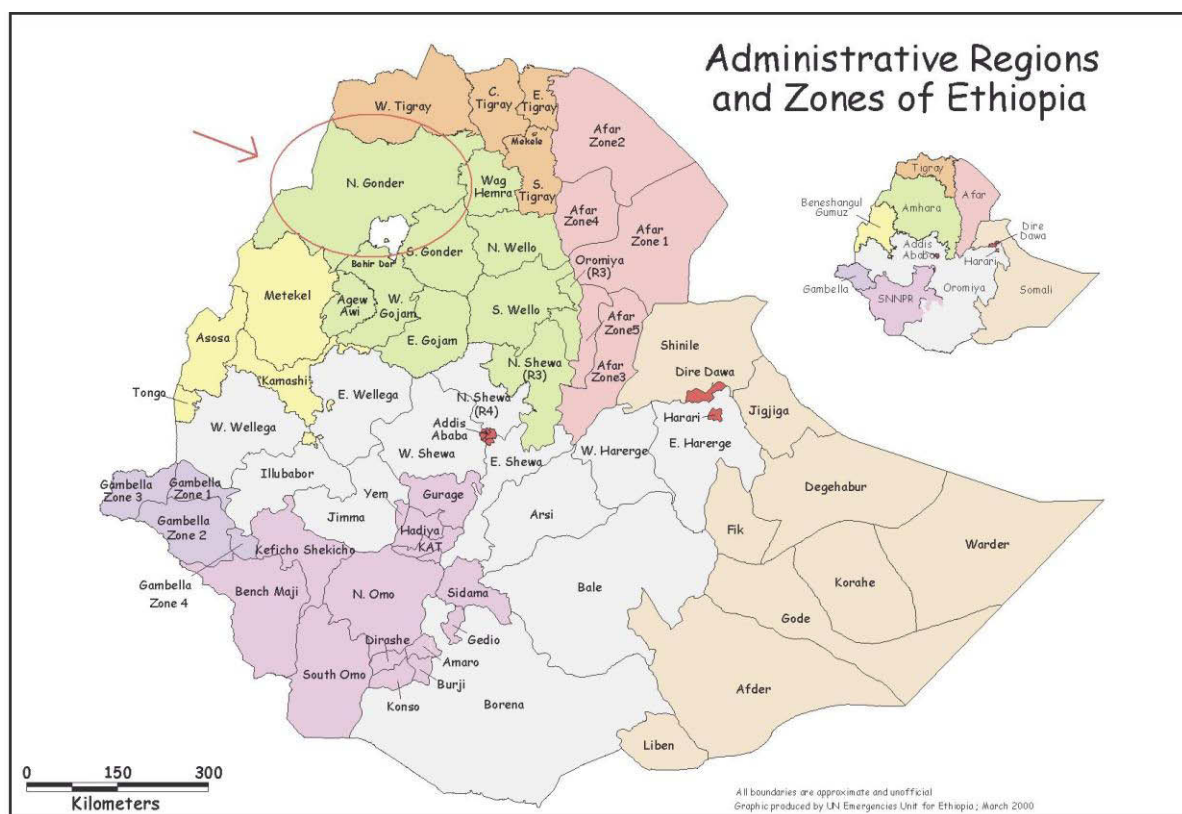 Administrative Regions
and Zones of Ethiopia
W. Tigray
C.
Tigray
E.
Tigray
Mekele
S.
Tigray
Afar
Zone2
N. Gonder
Wag
Hemra
Afar
Zone4
Afar
Zone 1
S. Gonder
N. Wello
Bahir Dar
Oromiya
(R3)
Metekel
Agew
Awi
W.
Gojam
S. Wello
E. Gojam
Afar
Zone5
Asosa
N. Shewa
(R3)
Afar
Zone3
Shinile
Kamashi
Tongo
E. Wellega
N. Shewa
(R4)
Dire Dawa
W. Wellega
Addis
Ababa
Harari
Jigjiga
W. Shewa
E. Shewa
W. Harerge
E. Harerge
Illubabor
Gambella
Zone 3
Gambella
Zone 1
Yem
Gurage
Degehabur
Gambella
Zone 2
Jimma
Hadiya
KAT
Arsi
Fik
Warder
Keficho Shekicho
Gambella
Zone 4
Bench Maji
N. Omo
Sidama
Bale
Korahe
Gode
Gedio
Dirashe
Amaro
South Omo
Burji
Konso
Borena
Afder
Liben
Tigray
Afar
Beneshangul
Gumuz
Amhara
Dire
Dawa
Addis
Ababa
Harari
Gambella
SNNPR
Oromiya
Somali
0 150 300
Kilometers
All boundaries are approximate and unofficial
Graphic produced by UN Emergencies Unit for Ethiopia; March 2000